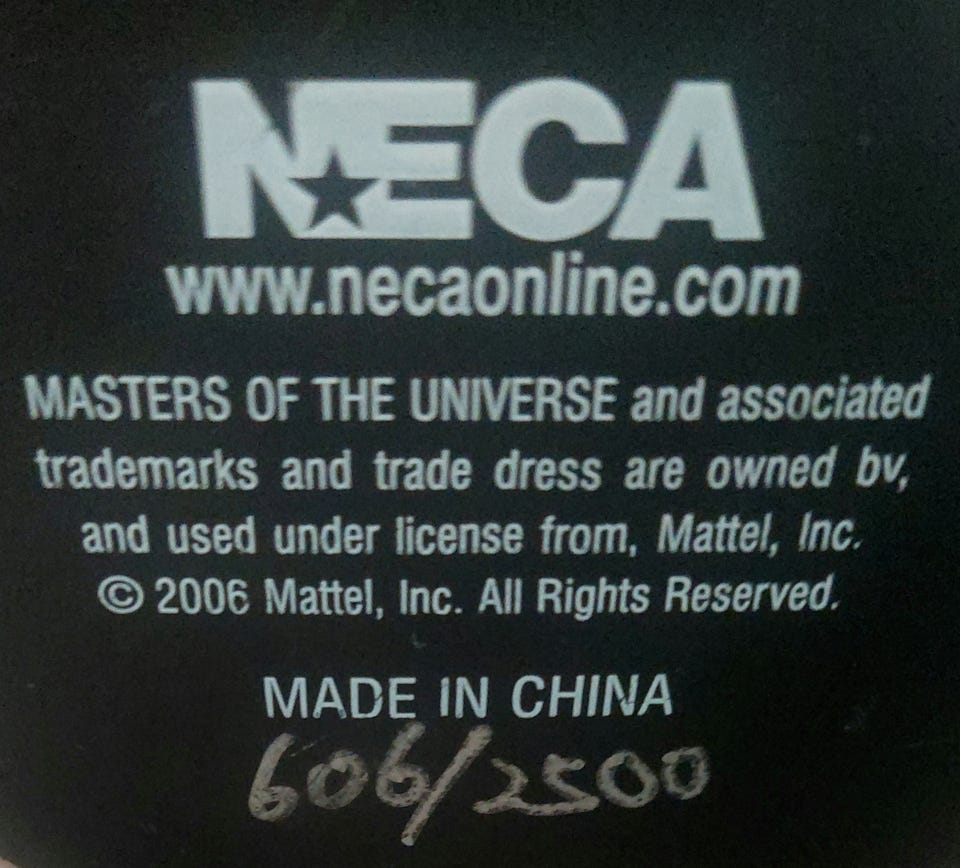 NECA
www.necaonline.com
MASTERS OF THE UNIVERSE and associated
trademarks and trade dress are owned bv,
and used under license from, Mattel, Inc.
© 2006 Mattel, Inc. All Rights Reserved.
MADE IN CHINA
606/2500